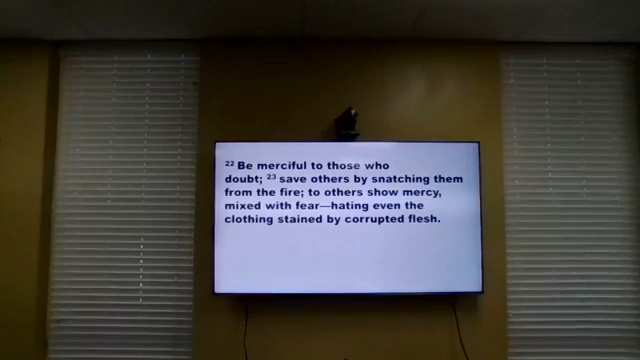 22 Be merciful to those who
doubt; 23 save others by snatching them
from the fire; to others show mercy,
mixed with fear—hating even the
clothing stained by corrupted flesh.